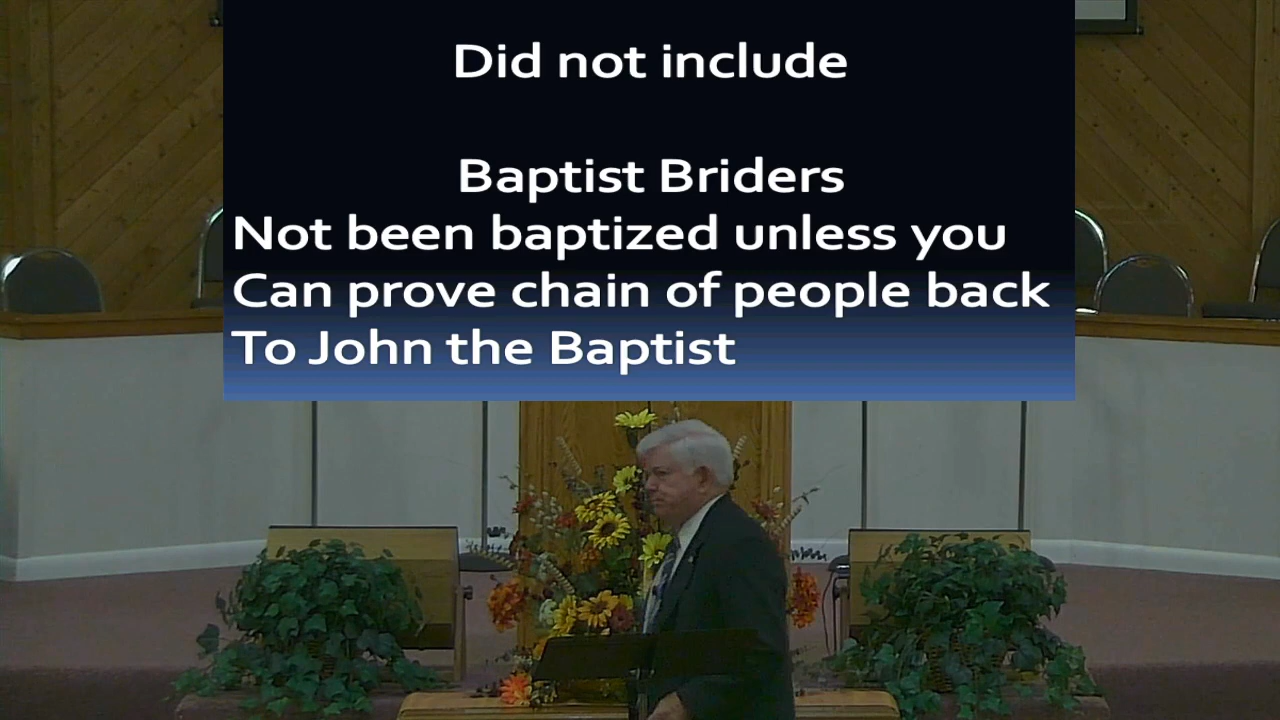 Did not include
Baptist Briders
Not been baptized unless you
Can prove chain of people back
To John the Baptist